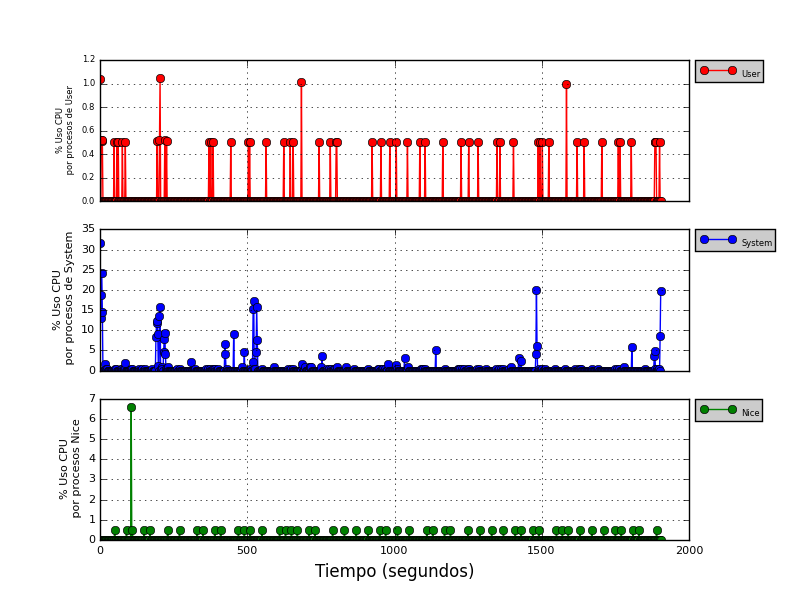 1.2
1.0
0.8
0.6
0.4
0.2
0.0
% Uso CPU
por procesos de User
User
35
30
25
20
15
10
5
0
% Uso CPU
por procesos de System
System
7
6
5
4
3
2
1
0
% Uso CPU
por procesos Nice
Nice
0 500 1000 1500 2000
Tiempo (segundos)